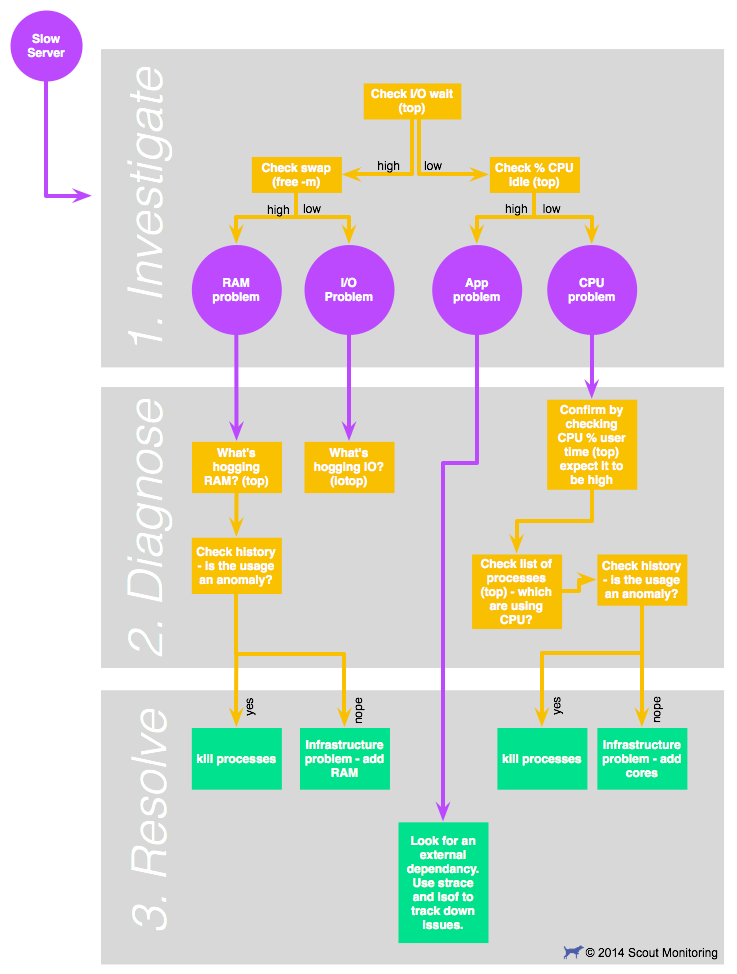 Slow
Server
1. Investigate
Check I/O wait
(top)
high
low
Check swap
(free -m)
Check % CPU
idle (top)
high
low
high
low
RAM
problem
I/O
Problem
App
problem
CPU
problem
2. Diagnose
What's
hogging
RAM? (top)
What's
hogging IO?
(iotop)
Confirm by
checking
CPU % user
time (top)
expect it to
be high
Check history
- is the usage
an anomaly?
Check list of
processes
(top) - which
are using
CPU?
Check history
- is the usage
an anomaly?
3. Resolve
yes
nope
yes
nope
kill processes
Infrastructure
problem - add
RAM
kill processes
Infrastructure
problem - add
cores
Look for an
external
dependancy.
Use strace
and lsof to
track down
issues.
© 2014 Scout Monitoring